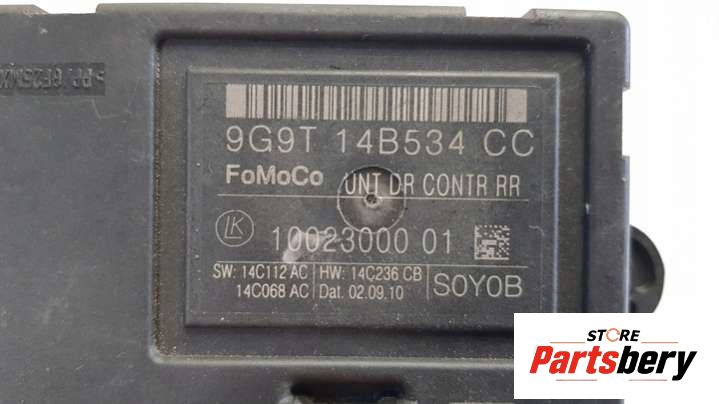 9G9T 14B534 CC
FoMoCo UNT DR CONTR RR
LK 10023000 01
SW: 14C112 AC HW: 14C236 CB
14C068 AC Dat. 02.09.10 S0Y0B
STORE
Partsbery